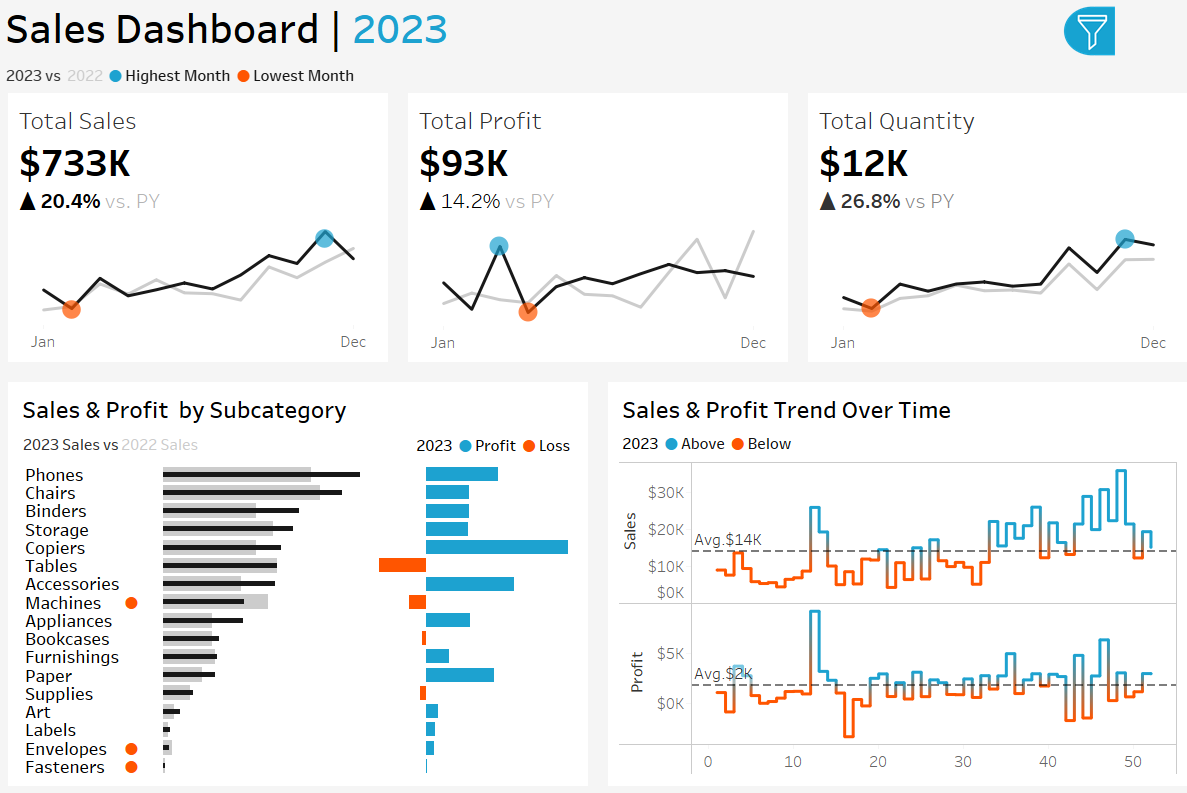 Sales Dashboard | 2023
2023 vs 2022 Highest Month Lowest Month
Total Sales
$733K
▲ 20.4% vs. PY
Jan Dec
Total Profit
$93K
▲ 14.2% vs PY
Jan Dec
Total Quantity
$12K
▲ 26.8% vs PY
Jan Dec
Sales & Profit by Subcategory
2023 Sales vs 2022 Sales
2023 Profit Loss
Phones
Chairs
Binders
Storage
Copiers
Tables
Accessories
Machines
Appliances
Bookcases
Furnishings
Paper
Supplies
Art
Labels
Envelopes
Fasteners
Sales & Profit Trend Over Time
2023 Above Below
Sales
$30K
$20K
$10K
$0K
Avg.$14K
Profit
$5K
$0K
Avg.$2K
0 10 20 30 40 50